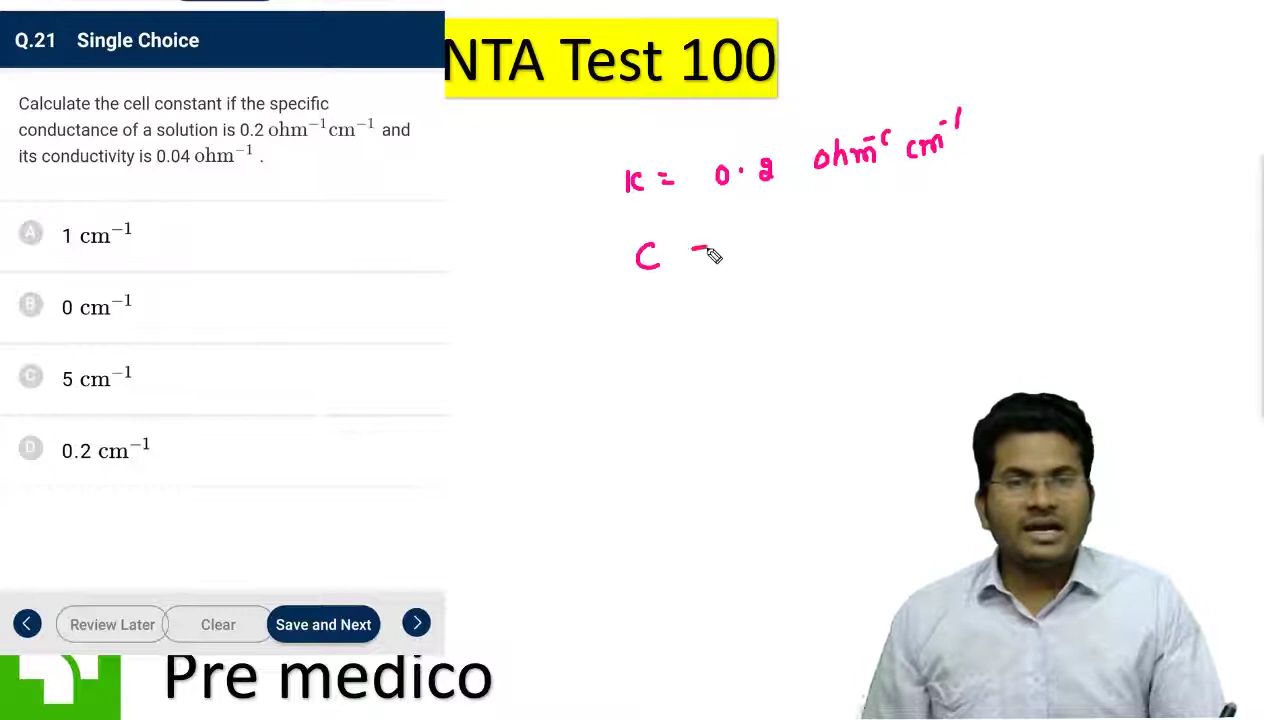 Q.21 Single Choice
NTA Test 100
Calculate the cell constant if the specific
conductance of a solution is 0.2 ohm⁻¹cm⁻¹ and
its conductivity is 0.04 ohm⁻¹ .
A 1 cm⁻¹
B 0 cm⁻¹
C 5 cm⁻¹
D 0.2 cm⁻¹
K = 0.2 ohm⁻¹ cm⁻¹
C
Review Later Clear Save and Next
Pre medico